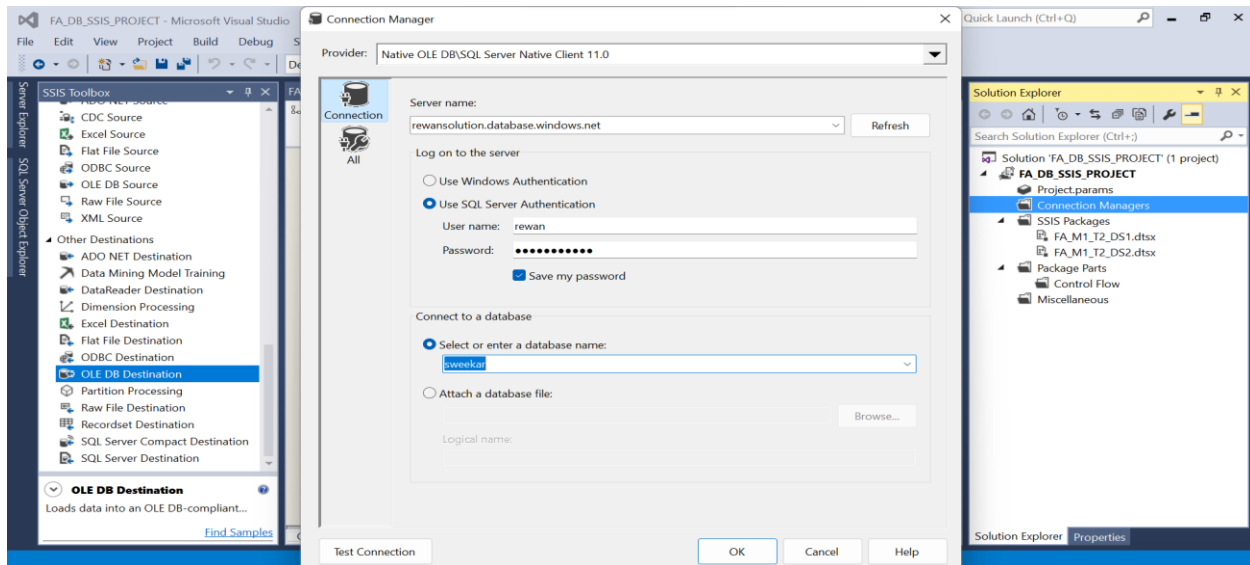 FA_DB_SSIS_PROJECT - Microsoft Visual Studio
Quick Launch (Ctrl+Q)
File Edit View Project Build Debug S
De
Server Explorer
SQL Server Object Explorer
SSIS Toolbox
ADO NET Source
CDC Source
Excel Source
Flat File Source
ODBC Source
OLE DB Source
Raw File Source
XML Source
Other Destinations
ADO NET Destination
Data Mining Model Training
DataReader Destination
Dimension Processing
Excel Destination
Flat File Destination
ODBC Destination
OLE DB Destination
Partition Processing
Raw File Destination
Recordset Destination
SQL Server Compact Destination
SQL Server Destination
OLE DB Destination
Loads data into an OLE DB-compliant...
Find Samples
FA
Connection Manager
Provider: Native OLE DB\SQL Server Native Client 11.0
Connection
All
Server name:
rewansolution.database.windows.net
Refresh
Log on to the server
Use Windows Authentication
Use SQL Server Authentication
User name: rewan
Password: •••••••••••
Save my password
Connect to a database
Select or enter a database name:
sweekar
Attach a database file:
Browse...
Logical name:
Test Connection
OK
Cancel
Help
Solution Explorer
Search Solution Explorer (Ctrl+;)
Solution 'FA_DB_SSIS_PROJECT' (1 project)
FA_DB_SSIS_PROJECT
Project.params
Connection Managers
SSIS Packages
FA_M1_T2_DS1.dtsx
FA_M1_T2_DS2.dtsx
Package Parts
Control Flow
Miscellaneous
Solution Explorer Properties